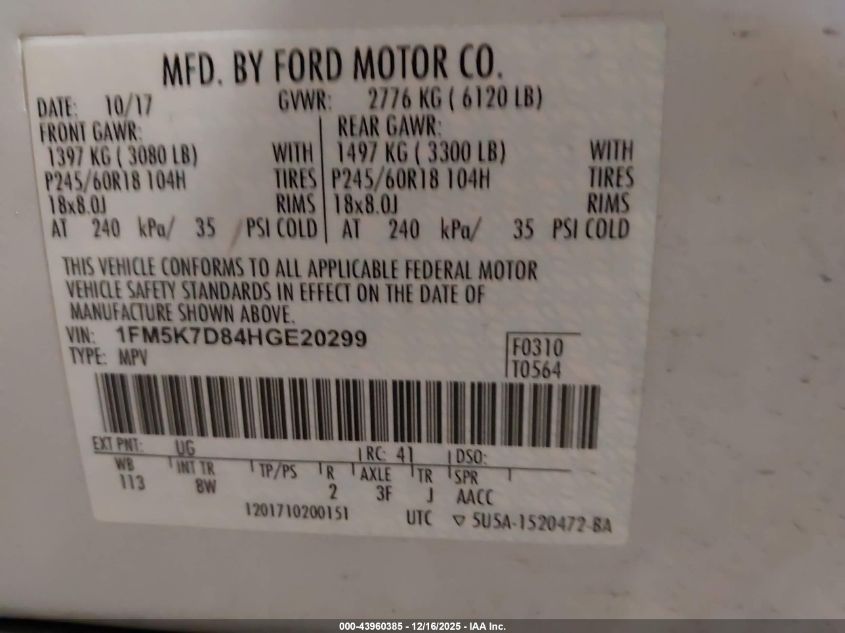 MFD. BY FORD MOTOR CO.
DATE: 10/17 GVWR: 2776 KG ( 6120 LB)
FRONT GAWR: REAR GAWR:
1397 KG ( 3080 LB) WITH 1497 KG ( 3300 LB) WITH
P245/60R18 104H TIRES P245/60R18 104H TIRES
18x8.0J RIMS 18x8.0J RIMS
AT 240 kPa/ 35 / PSI COLD AT 240 kPa/ 35 PSI COLD
THIS VEHICLE CONFORMS TO ALL APPLICABLE FEDERAL MOTOR
VEHICLE SAFETY STANDARDS IN EFFECT ON THE DATE OF
MANUFACTURE SHOWN ABOVE.
VIN: 1FM5K7D84HGE20299
TYPE: MPV
F0310
T0564
EXT PNT: UG RC: 41 DSO:
WB INT TR TP/PS R AXLE TR SPR
113 8W 2 3F J AACC
1201710200151 UTC ▽ 5U5A-1520472-BA
000-43960385 - 12/16/2025 - IAA Inc.